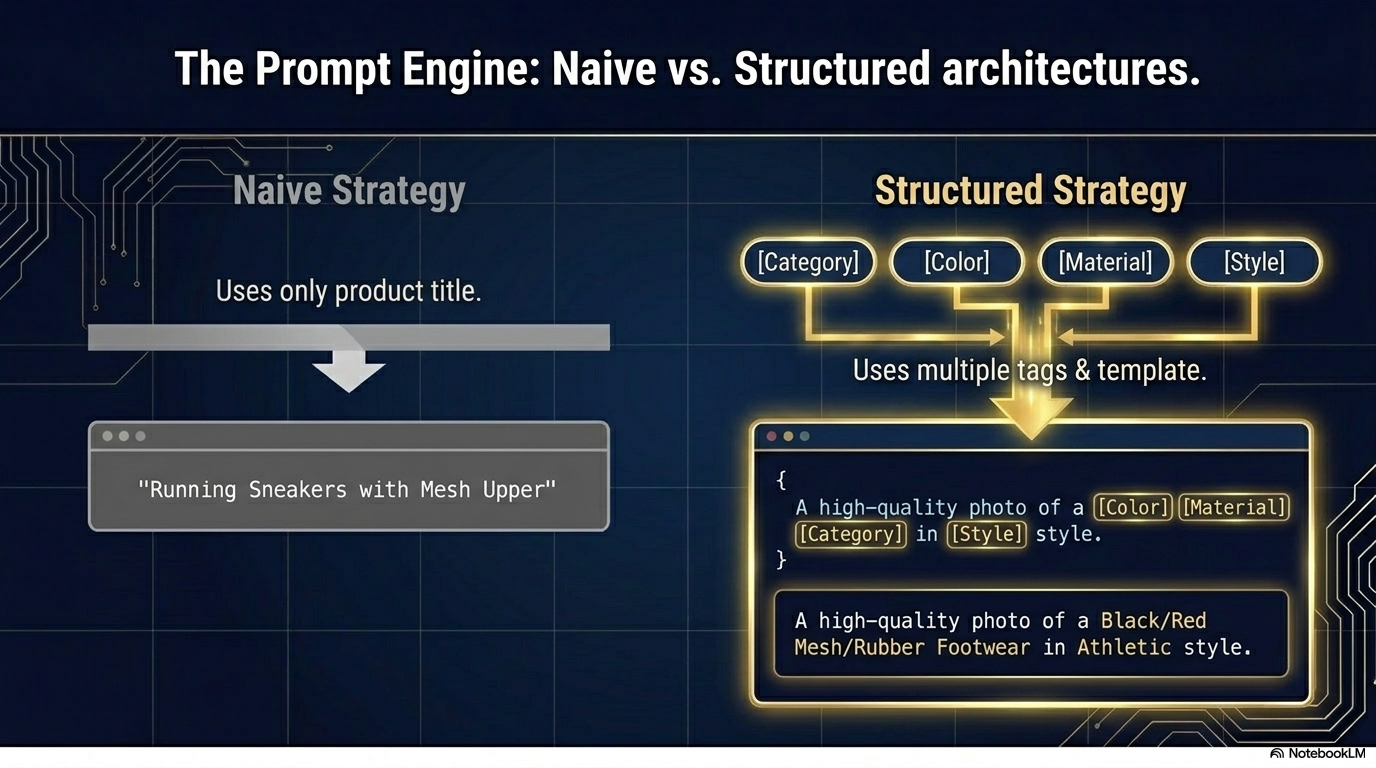 The Prompt Engine: Naive vs. Structured architectures.
Naive Strategy
Uses only product title.
"Running Sneakers with Mesh Upper"
Structured Strategy
[Category] [Color] [Material] [Style]
Uses multiple tags & template.
{
A high-quality photo of a [Color] [Material]
[Category] in [Style] style.
}
A high-quality photo of a Black/Red
Mesh/Rubber Footwear in Athletic style.
NotebookLM